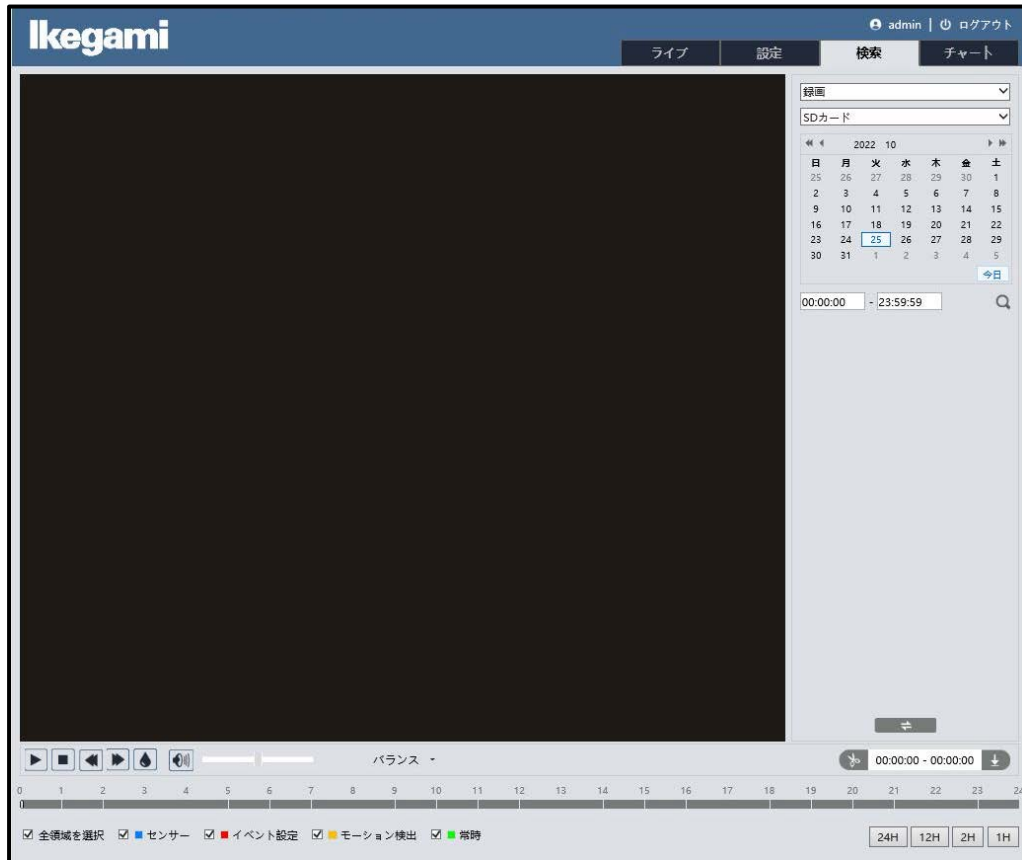 Ikegami
admin | ログアウト
ライブ 設定 検索 チャート
録画
SDカード
2022 10
日 月 火 水 木 金 土
25 26 27 28 29 30 1
2 3 4 5 6 7 8
9 10 11 12 13 14 15
16 17 18 19 20 21 22
23 24 25 26 27 28 29
30 31 1 2 3 4 5
今日
00:00:00 - 23:59:59
バランス
00:00:00 - 00:00:00
0 1 2 3 4 5 6 7 8 9 10 11 12 13 14 15 16 17 18 19 20 21 22 23 24
全領域を選択 センサー イベント設定 モーション検出 常時
24H 12H 2H 1H